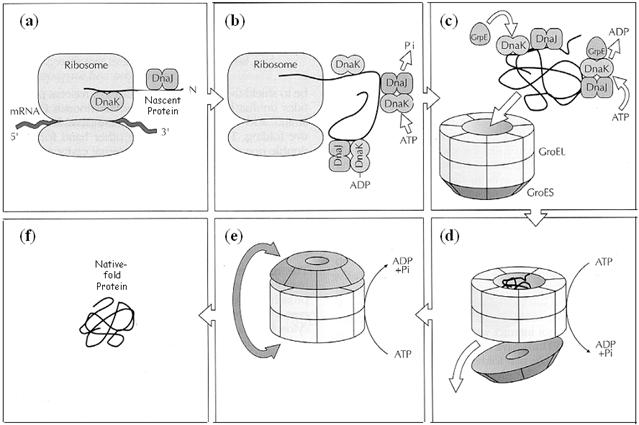 (a)
Ribosome
DnaJ
DnaK
N
Nascent
Protein
mRNA
5'
3'
(b)
Ribosome
DnaK
Pi
DnaJ
DnaK
ATP
DnaJ
DnaK
ADP
(c)
GrpE
DnaK
DnaJ
ADP
GrpE
DnaK
DnaJ
ATP
GroEL
GroES
(f)
Native-
fold
Protein
(e)
ADP
+Pi
ATP
(d)
ATP
ADP
+Pi